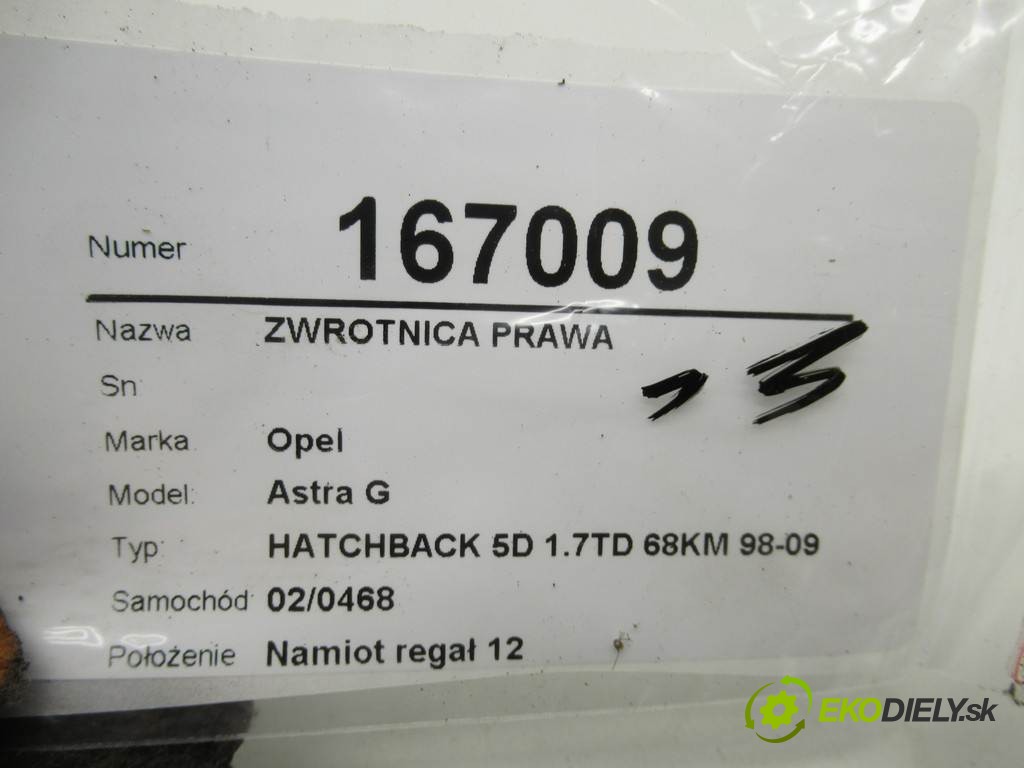 Numer 167009
Nazwa ZWROTNICA PRAWA
Sn:
Marka Opel
Model: Astra G
Typ: HATCHBACK 5D 1.7TD 68KM 98-09
Samochód 02/0468
Położenie Namiot regał 12
EKODIELY.sk